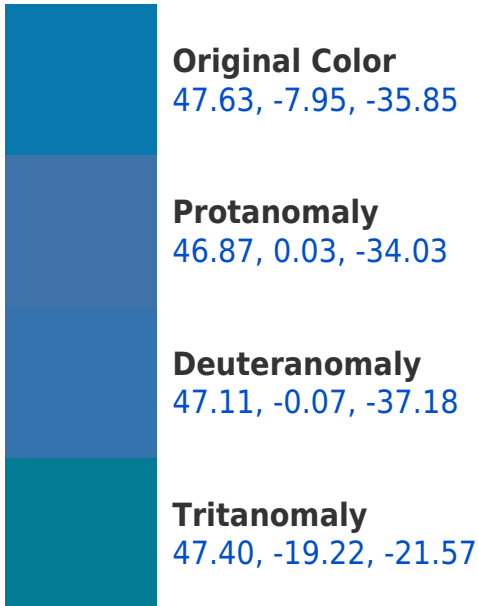 Original Color
47.63, -7.95, -35.85
Protanomaly
46.87, 0.03, -34.03
Deuteranomaly
47.11, -0.07, -37.18
Tritanomaly
47.40, -19.22, -21.57